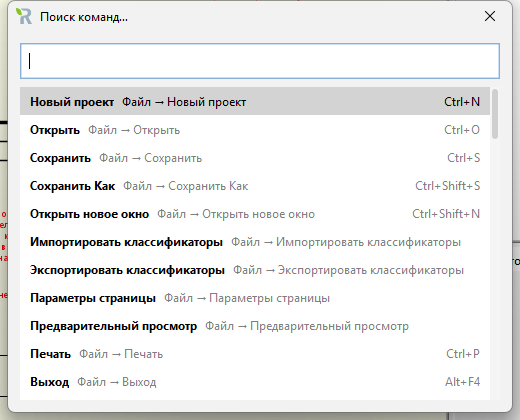 Поиск команд...
Новый проект Файл → Новый проект Ctrl+N
Открыть Файл → Открыть Ctrl+O
Сохранить Файл → Сохранить Ctrl+S
Сохранить Как Файл → Сохранить Как Ctrl+Shift+S
Открыть новое окно Файл → Открыть новое окно Ctrl+Shift+N
Импортировать классификаторы Файл → Импортировать классификаторы
Экспортировать классификаторы Файл → Экспортировать классификаторы
Параметры страницы Файл → Параметры страницы
Предварительный просмотр Файл → Предварительный просмотр
Печать Файл → Печать Ctrl+P
Выход Файл → Выход Alt+F4